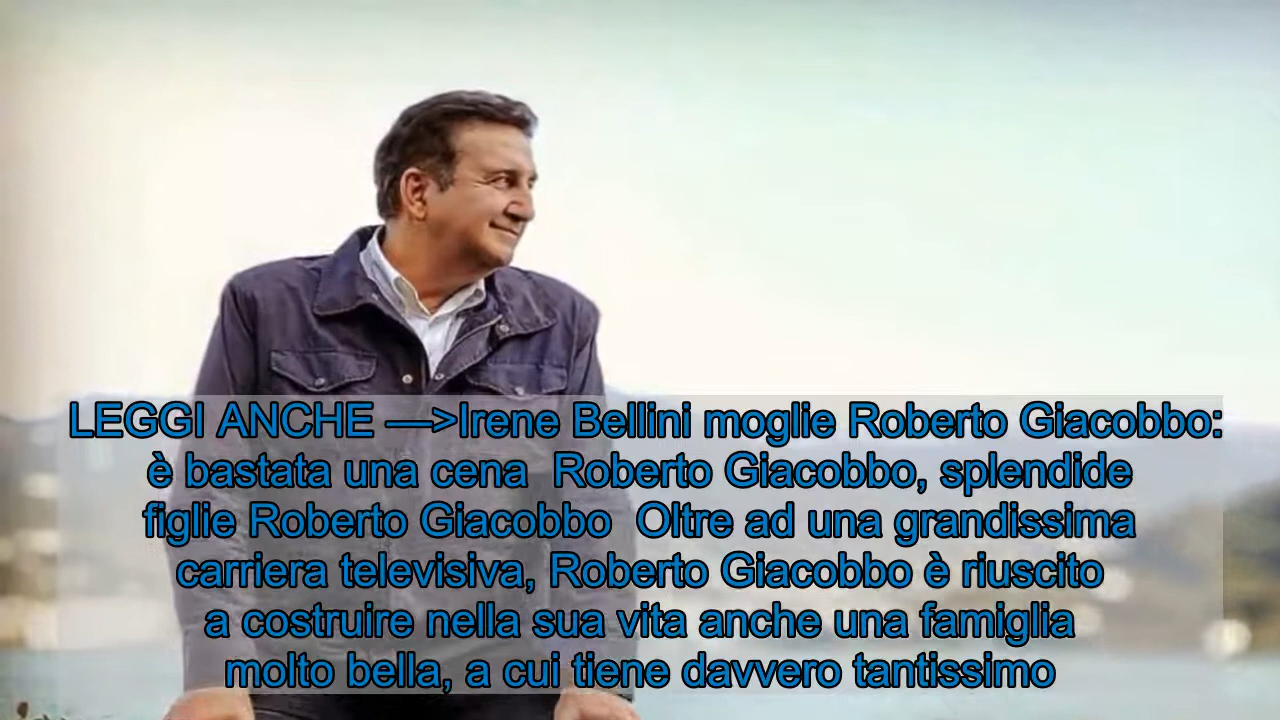 LEGGI ANCHE —>Irene Bellini moglie Roberto Giacobbo:
è bastata una cena  Roberto Giacobbo, splendide
figlie Roberto Giacobbo  Oltre ad una grandissima
carriera televisiva, Roberto Giacobbo è riuscito
a costruire nella sua vita anche una famiglia
molto bella, a cui tiene davvero tantissimo